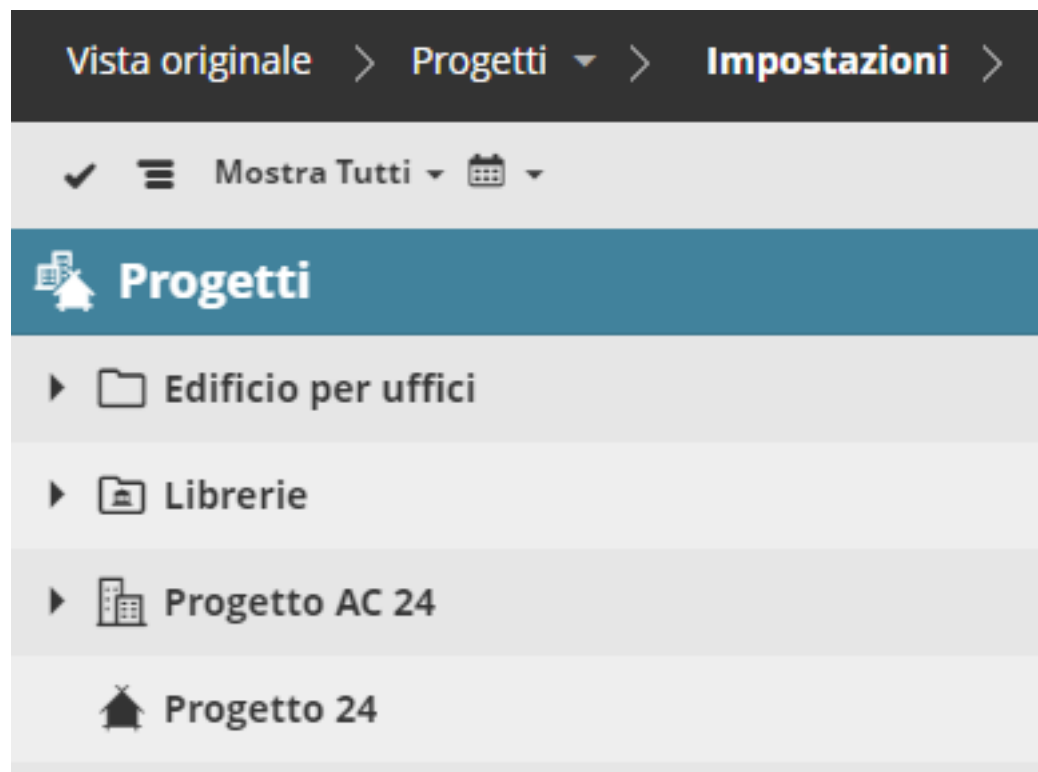 Vista originale > Progetti > Impostazioni >
Mostra Tutti
Progetti
Edificio per uffici
Librerie
Progetto AC 24
Progetto 24